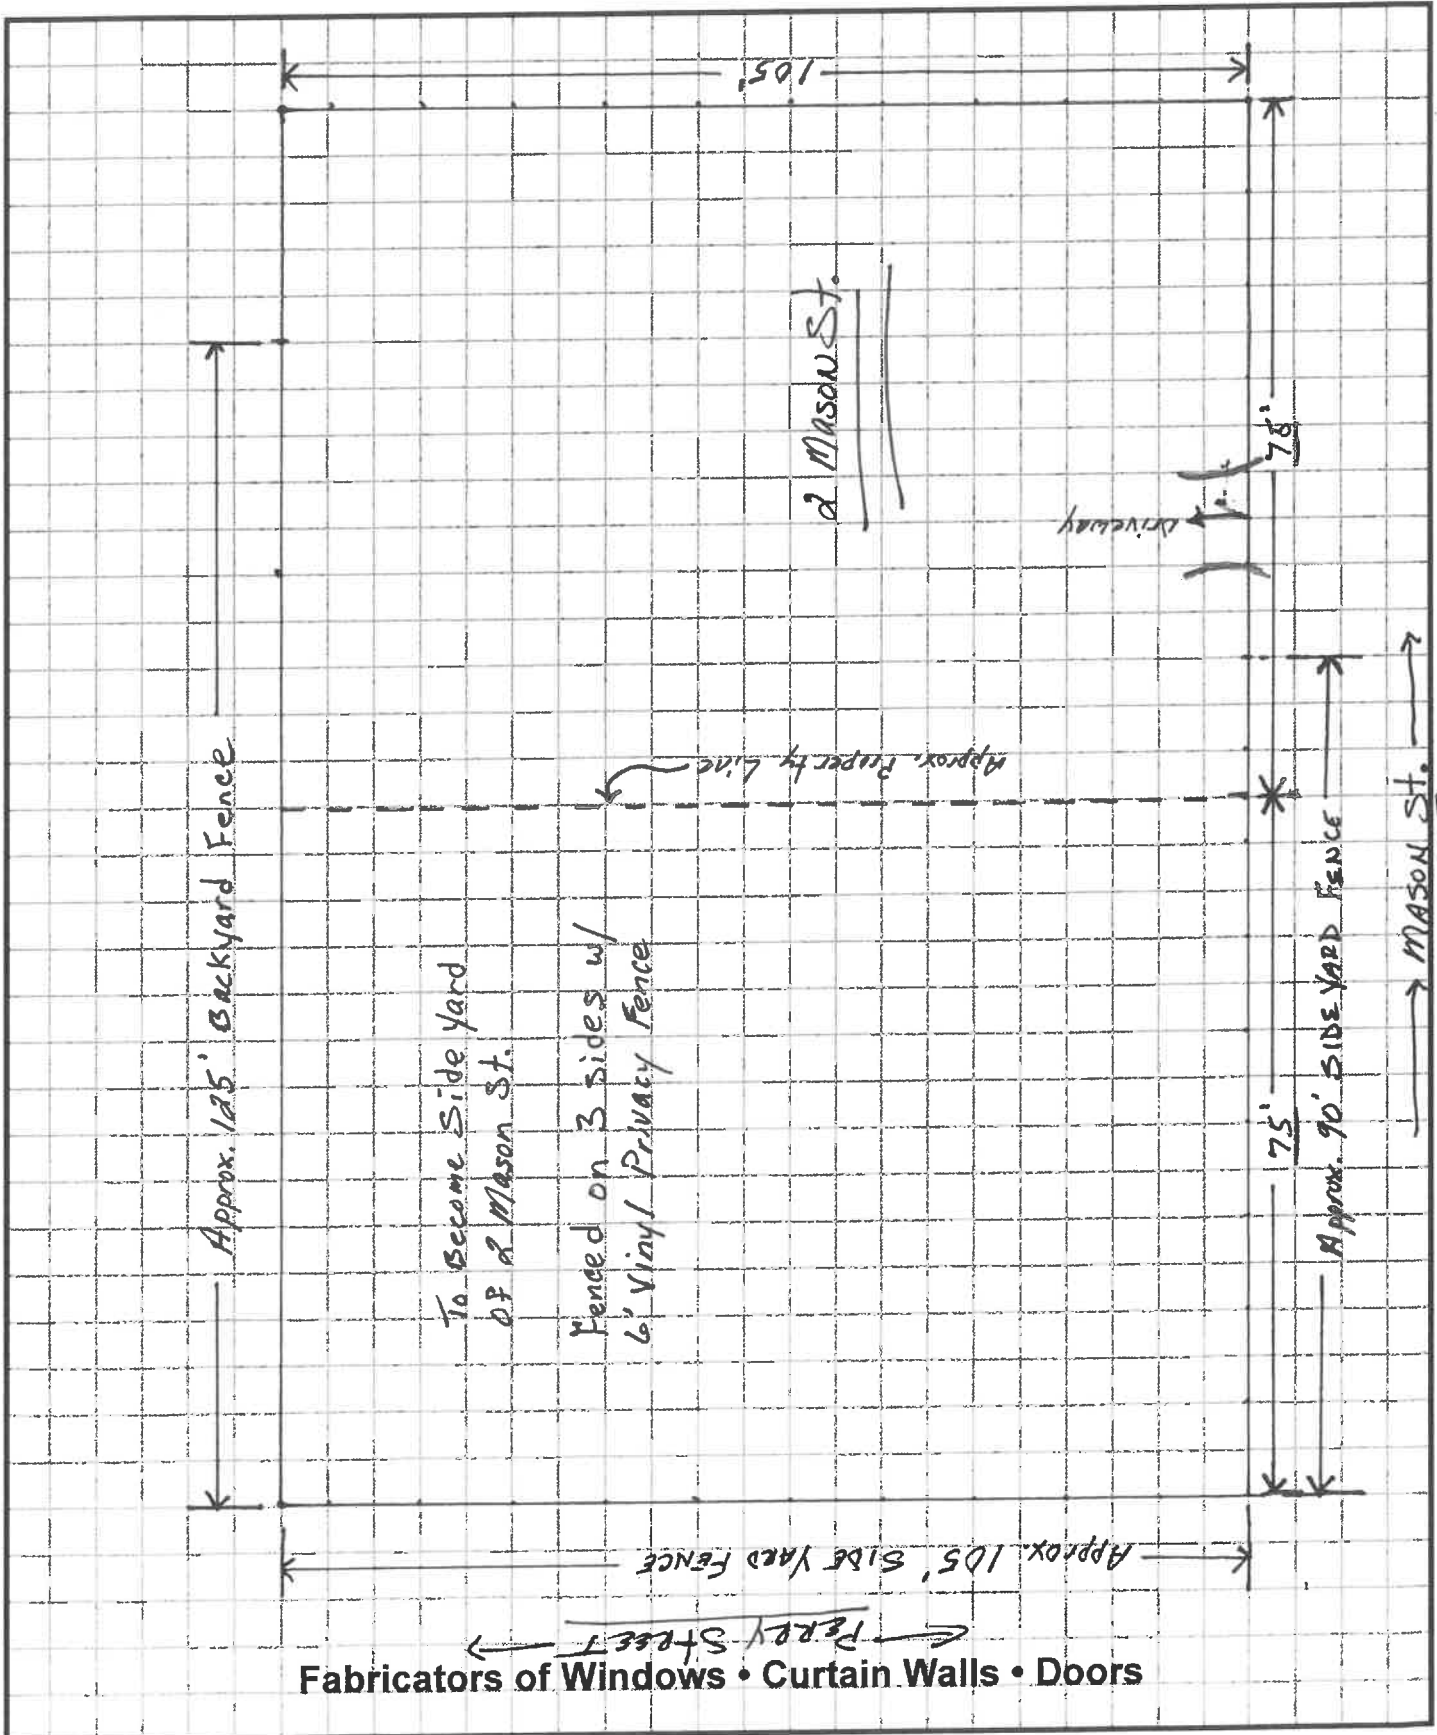 105'
2 Mason St.
Driveway
75'
Approx. Property Line
Approx. 125' Backyard Fence
To Become Side Yard
of 2 Mason St.
Fenced on 3 sides w/
6' Vinyl Privacy Fence
75'
Approx. 90' SIDE YARD FENCE
MASON St.
Approx. 105' SIDE YARD FENCE
PERRY STREET
Fabricators of Windows • Curtain Walls • Doors